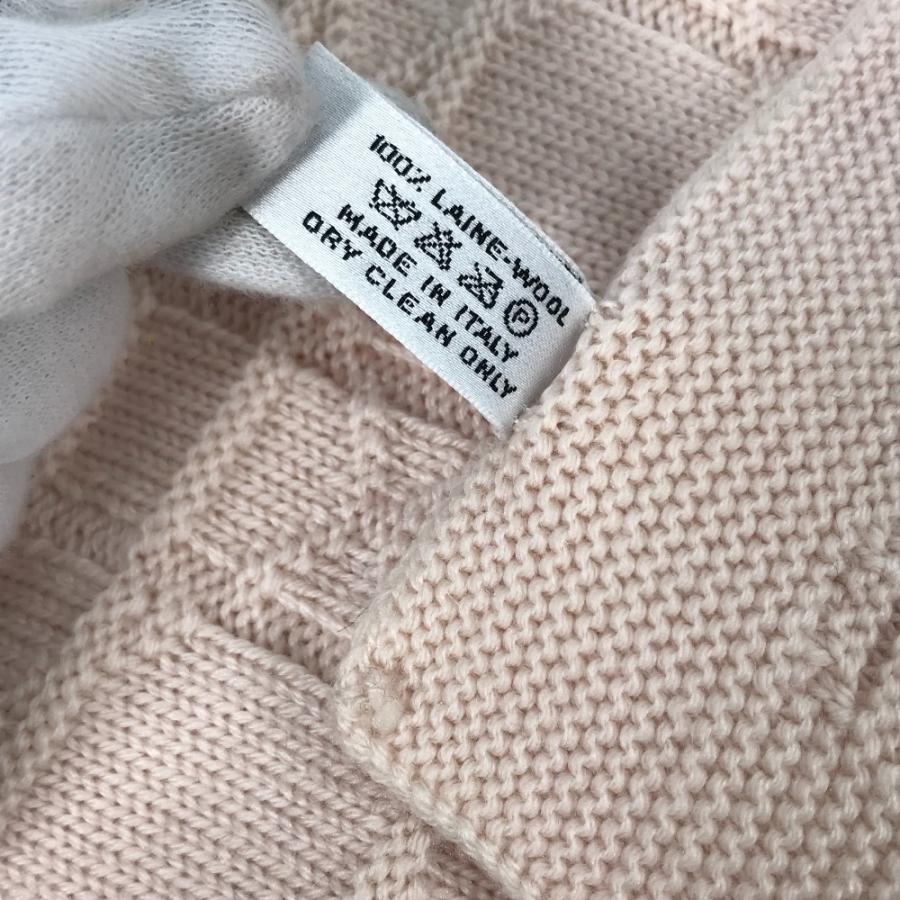 100% LAINE-WOOL
P
MADE IN ITALY
DRY CLEAN ONLY